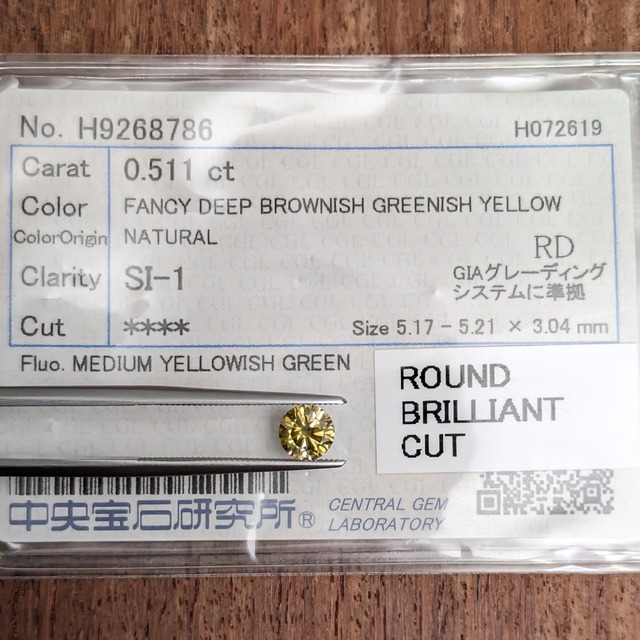 No. H9268786 H072619
Carat 0.511 ct
Color FANCY DEEP BROWNISH GREENISH YELLOW
ColorOrigin NATURAL
RD
Clarity SI-1 GIAグレーディング
システムに準拠
Cut **** Size 5.17 - 5.21 × 3.04 mm
Fluo. MEDIUM YELLOWISH GREEN
ROUND
BRILLIANT
CUT
中央宝石研究所® CENTRAL GEM
LABORATORY